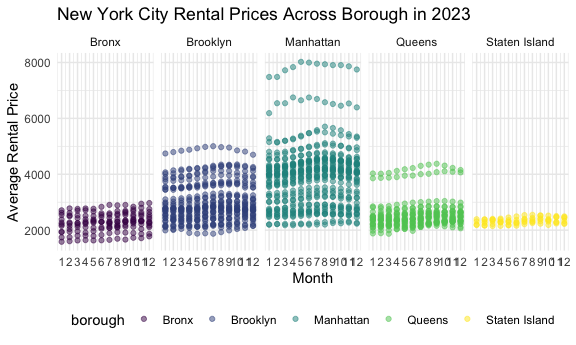 New York City Rental Prices Across Borough in 2023
Bronx Brooklyn Manhattan Queens Staten Island
Average Rental Price
8000
6000
4000
2000
1 2 3 4 5 6 7 8 9 10 11 12 1 2 3 4 5 6 7 8 9 10 11 12 1 2 3 4 5 6 7 8 9 10 11 12 1 2 3 4 5 6 7 8 9 10 11 12 1 2 3 4 5 6 7 8 9 10 11 12
Month
borough Bronx Brooklyn Manhattan Queens Staten Island